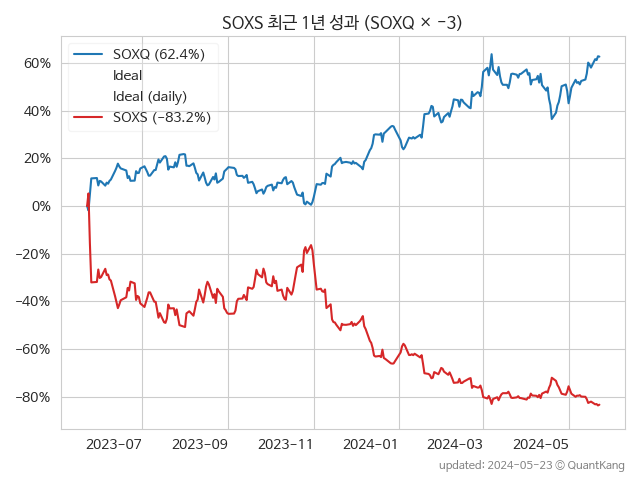 SOXS 최근 1년 성과 (SOXQ × −3)
SOXQ (62.4%)
Ideal
Ideal (daily)
SOXS (−83.2%)
60%
40%
20%
0%
−20%
−40%
−60%
−80%
2023-07 2023-09 2023-11 2024-01 2024-03 2024-05
updated: 2024-05-23 © QuantKang